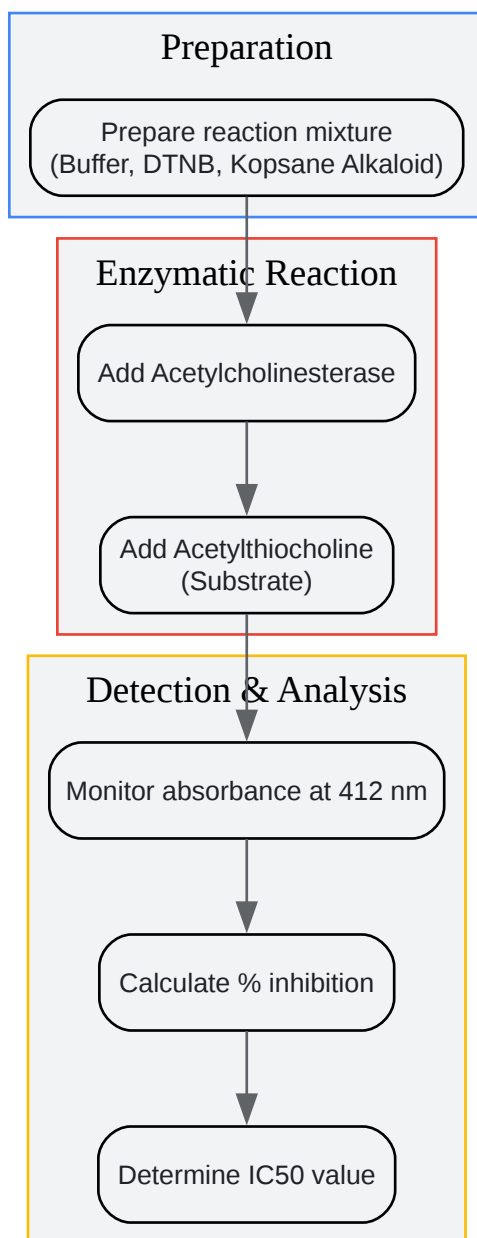 Preparation
Prepare reaction mixture
(Buffer, DTNB, Kopsane Alkaloid)
Enzymatic Reaction
Add Acetylcholinesterase
Add Acetylthiocholine
(Substrate)
Detection & Analysis
Monitor absorbance at 412 nm
Calculate % inhibition
Determine IC50 value